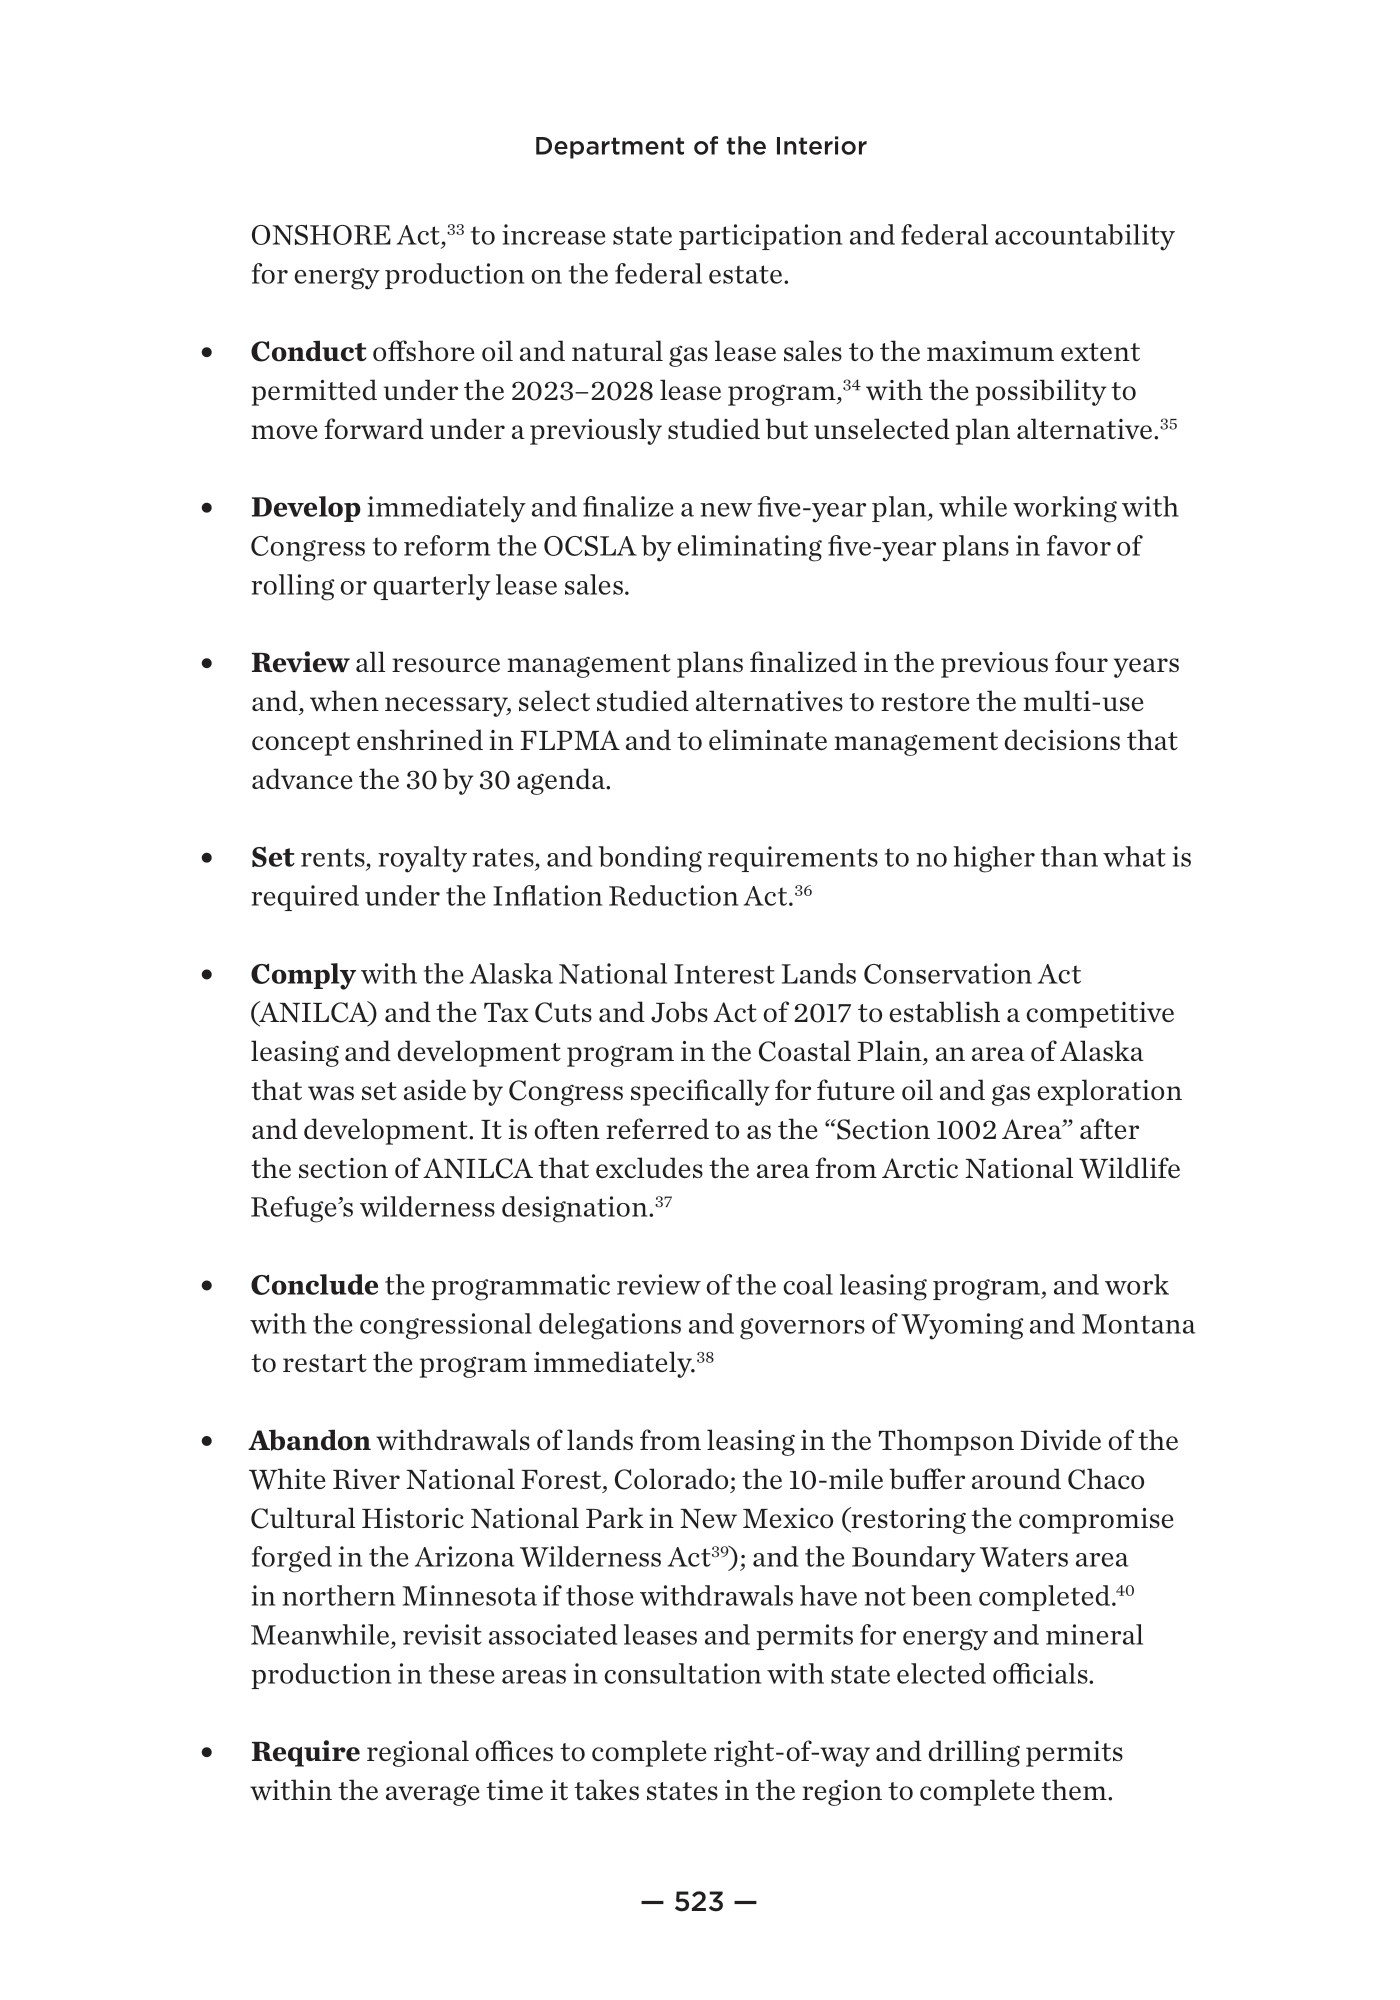 Department of the Interior
ONSHORE Act,³³ to increase state participation and federal accountability
for energy production on the federal estate.
• Conduct offshore oil and natural gas lease sales to the maximum extent
permitted under the 2023–2028 lease program,³⁴ with the possibility to
move forward under a previously studied but unselected plan alternative.³⁵
• Develop immediately and finalize a new five-year plan, while working with
Congress to reform the OCSLA by eliminating five-year plans in favor of
rolling or quarterly lease sales.
• Review all resource management plans finalized in the previous four years
and, when necessary, select studied alternatives to restore the multi-use
concept enshrined in FLPMA and to eliminate management decisions that
advance the 30 by 30 agenda.
• Set rents, royalty rates, and bonding requirements to no higher than what is
required under the Inflation Reduction Act.³⁶
• Comply with the Alaska National Interest Lands Conservation Act
(ANILCA) and the Tax Cuts and Jobs Act of 2017 to establish a competitive
leasing and development program in the Coastal Plain, an area of Alaska
that was set aside by Congress specifically for future oil and gas exploration
and development. It is often referred to as the “Section 1002 Area” after
the section of ANILCA that excludes the area from Arctic National Wildlife
Refuge’s wilderness designation.³⁷
• Conclude the programmatic review of the coal leasing program, and work
with the congressional delegations and governors of Wyoming and Montana
to restart the program immediately.³⁸
• Abandon withdrawals of lands from leasing in the Thompson Divide of the
White River National Forest, Colorado; the 10-mile buffer around Chaco
Cultural Historic National Park in New Mexico (restoring the compromise
forged in the Arizona Wilderness Act³⁹); and the Boundary Waters area
in northern Minnesota if those withdrawals have not been completed.⁴⁰
Meanwhile, revisit associated leases and permits for energy and mineral
production in these areas in consultation with state elected officials.
• Require regional offices to complete right-of-way and drilling permits
within the average time it takes states in the region to complete them.
— 523 —